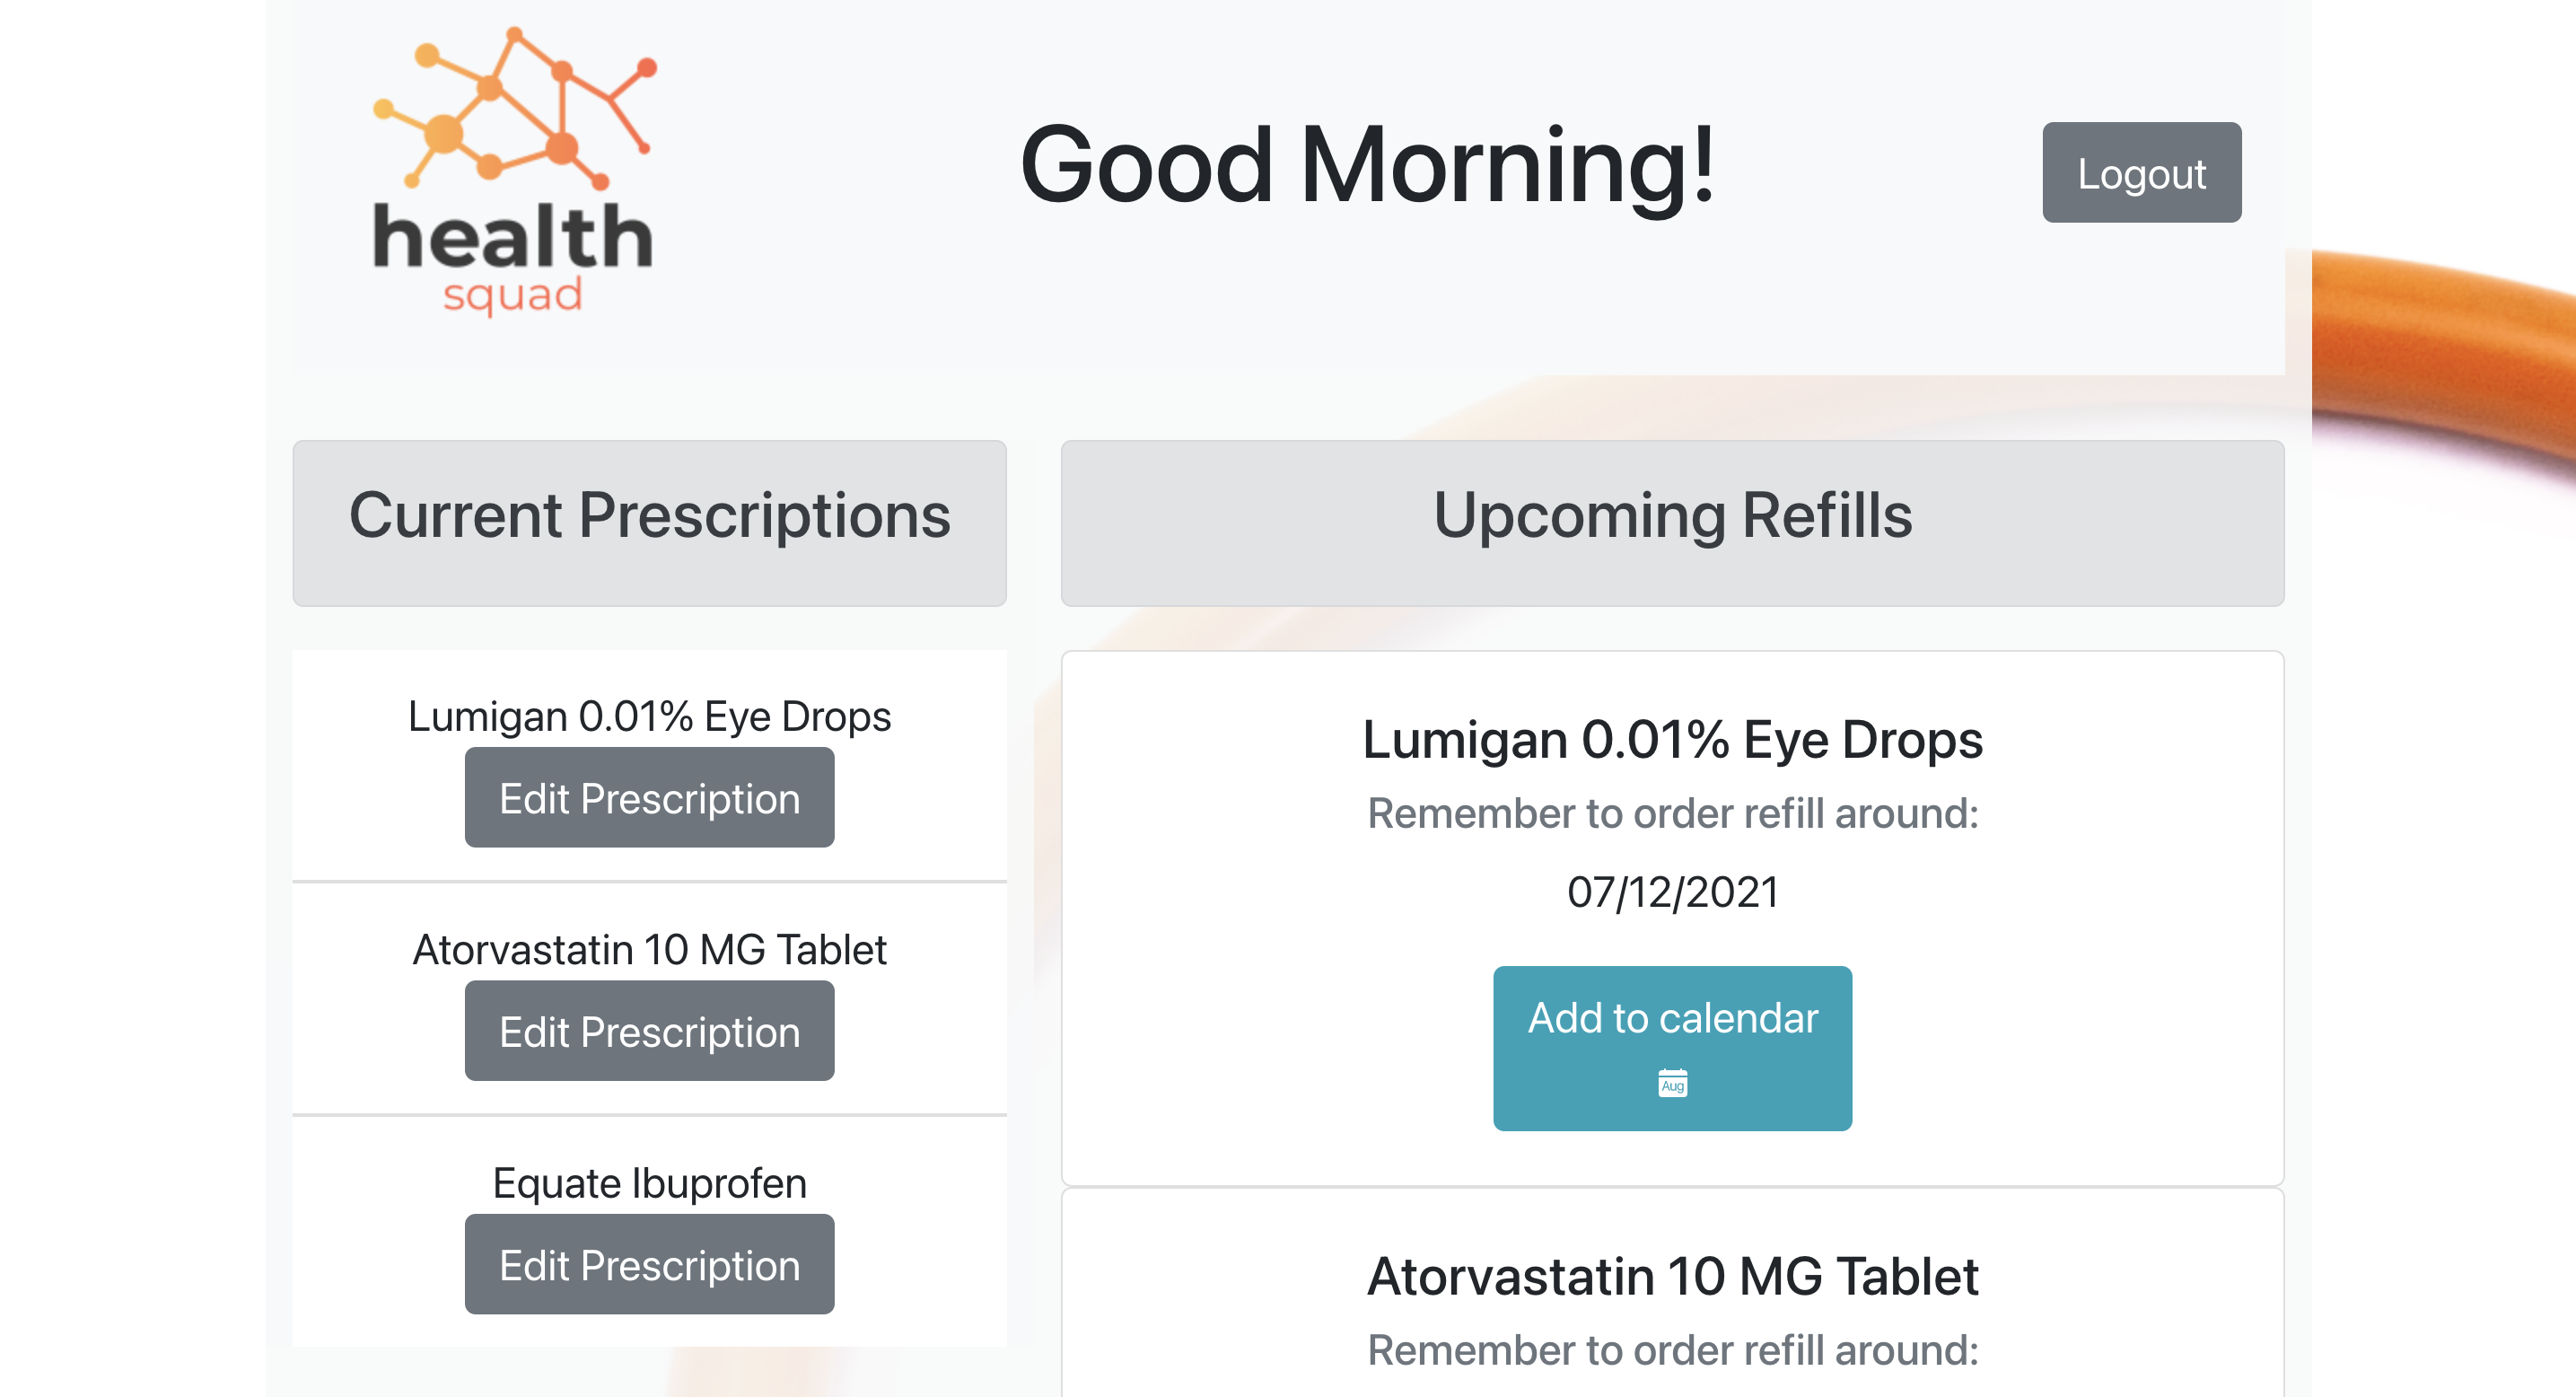 health
squad
Good Morning!
Logout
Current Prescriptions
Lumigan 0.01% Eye Drops
Edit Prescription
Atorvastatin 10 MG Tablet
Edit Prescription
Equate Ibuprofen
Edit Prescription
Upcoming Refills
Lumigan 0.01% Eye Drops
Remember to order refill around:
07/12/2021
Add to calendar
Aug
Atorvastatin 10 MG Tablet
Remember to order refill around: